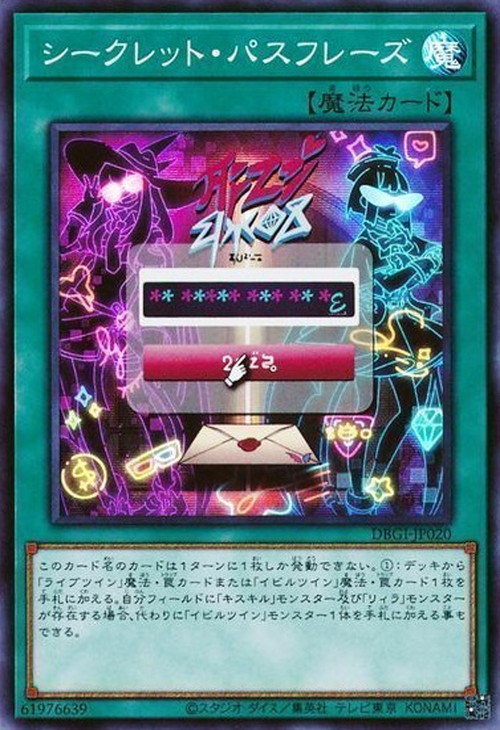 シークレット・パスフレーズ 魔
【魔法カード】
** ***** *** ** *
DBGI-JP020
このカード名のカードは1ターンに1枚しか発動できない。①:デッキから
「ライブツイン」魔法・罠カードまたは「イビルツイン」魔法・罠カード1枚を
手札に加える。自分フィールドに「キスキル」モンスター及び「リィラ」モンスター
が存在する場合、代わりに「イビルツイン」モンスター1体を手札に加える事も
できる。
61976639 ©スタジオ・ダイス/集英社 テレビ東京 KONAMI